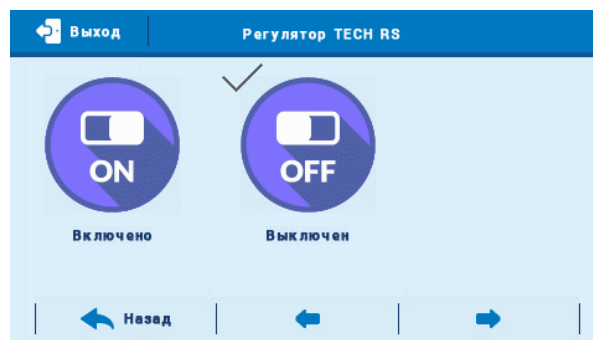 Выход
Регулятор TECH RS
ON
OFF
Включено
Выключен
Назад